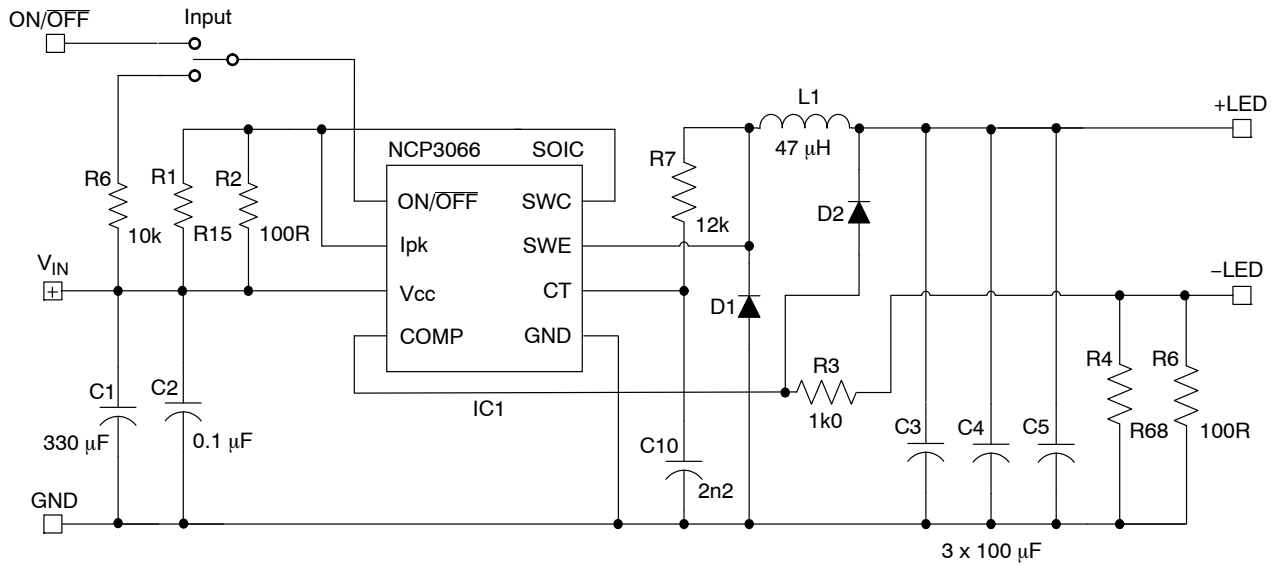 ON/OFF
Input
L1
+LED
47 μH
NCP3066 SOIC
R7
R6
R1
R2
ON/OFF
SWC
D2
12k
10k
R15
100R
Ipk
SWE
VIN
−LED
+
Vcc
CT
D1
COMP
GND
R3
R4
R6
C1
C2
IC1
1k0
C3
C4
C5
R68
100R
330 μF
0.1 μF
C10
2n2
GND
3 x 100 μF